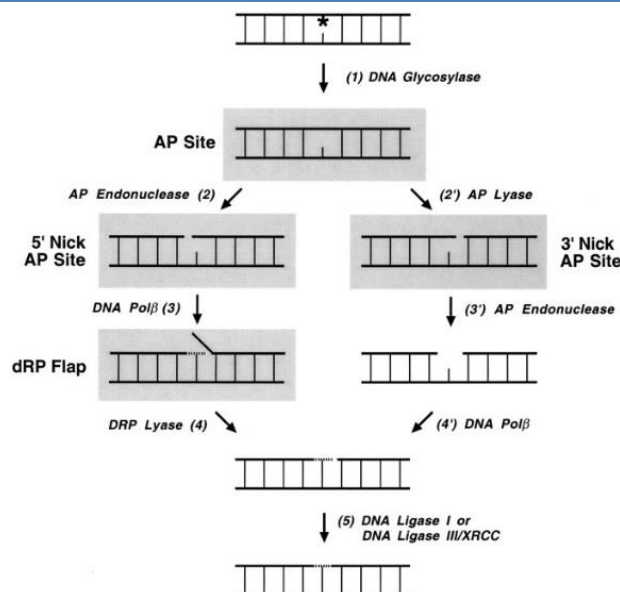 *
(1) DNA Glycosylase
AP Site
AP Endonuclease (2)
(2') AP Lyase
5' Nick
AP Site
3' Nick
AP Site
DNA Polβ (3)
(3') AP Endonuclease
dRP Flap
DRP Lyase (4)
(4') DNA Polβ
(5) DNA Ligase I or
DNA Ligase III/XRCC